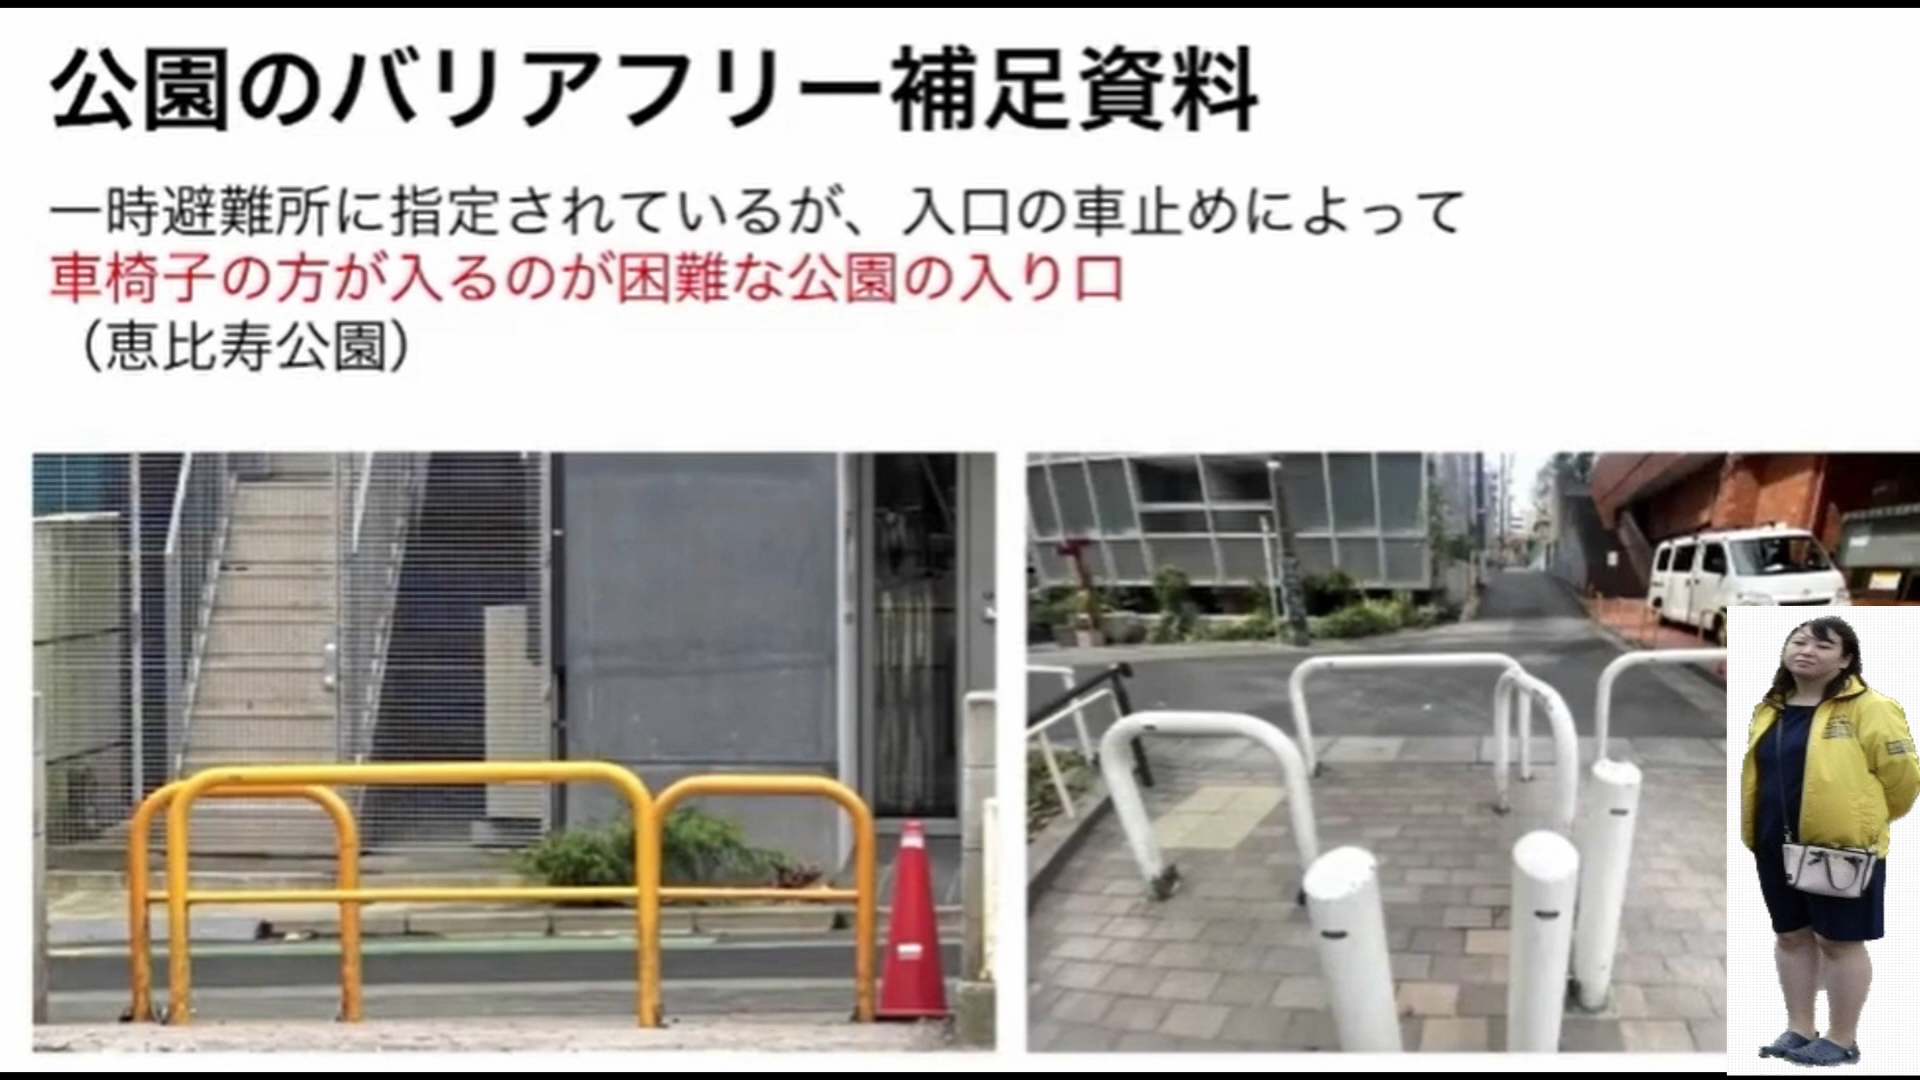 公園のバリアフリー補足資料
一時避難所に指定されているが、入口の車止めによって
車椅子の方が入るのが困難な公園の入り口
（恵比寿公園）